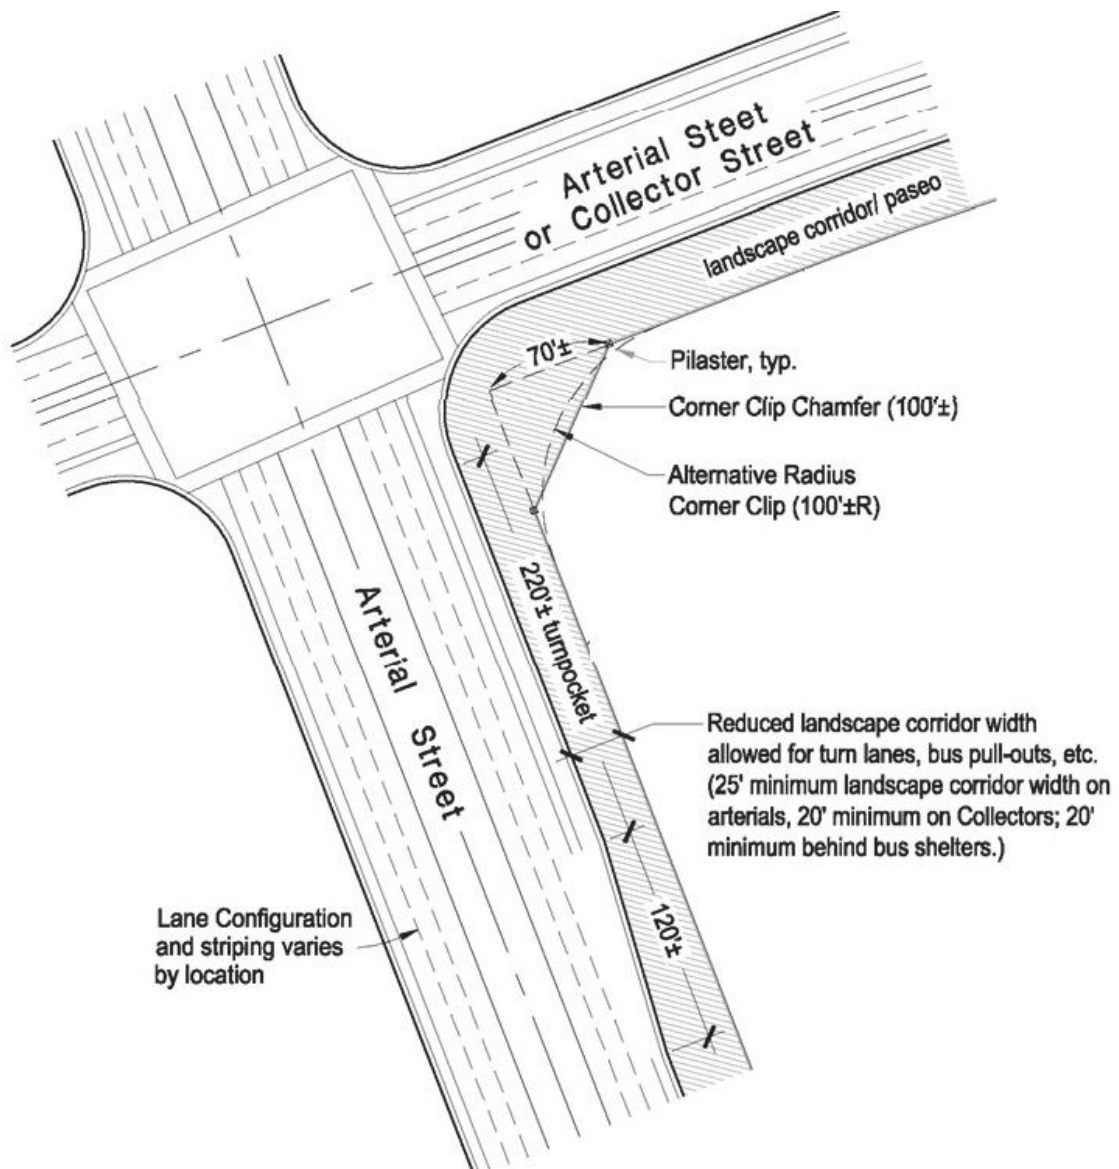 Arterial Steet
or Collector Street
landscape corridor/ paseo
70'±
Pilaster, typ.
Corner Clip Chamfer (100'±)
Alternative Radius
Corner Clip (100'±R)
220'± turnpocket
Arterial Street
Reduced landscape corridor width
allowed for turn lanes, bus pull-outs, etc.
(25' minimum landscape corridor width on
arterials, 20' minimum on Collectors; 20'
minimum behind bus shelters.)
120'±
Lane Configuration
and striping varies
by location